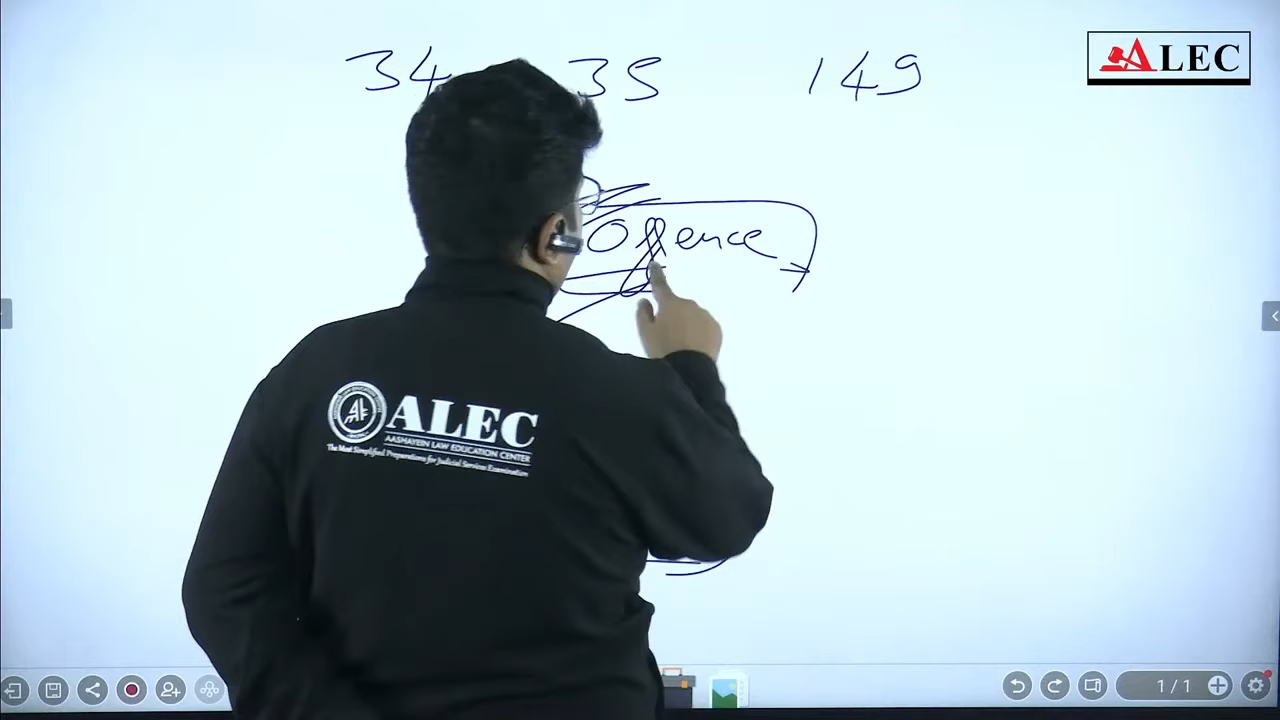 34 35 149
ALEC
Offence
ALEC
AASHAYEIN LAW EDUCATION CENTER
The Most Simplified Preparations for Judicial Service Examination
1/1